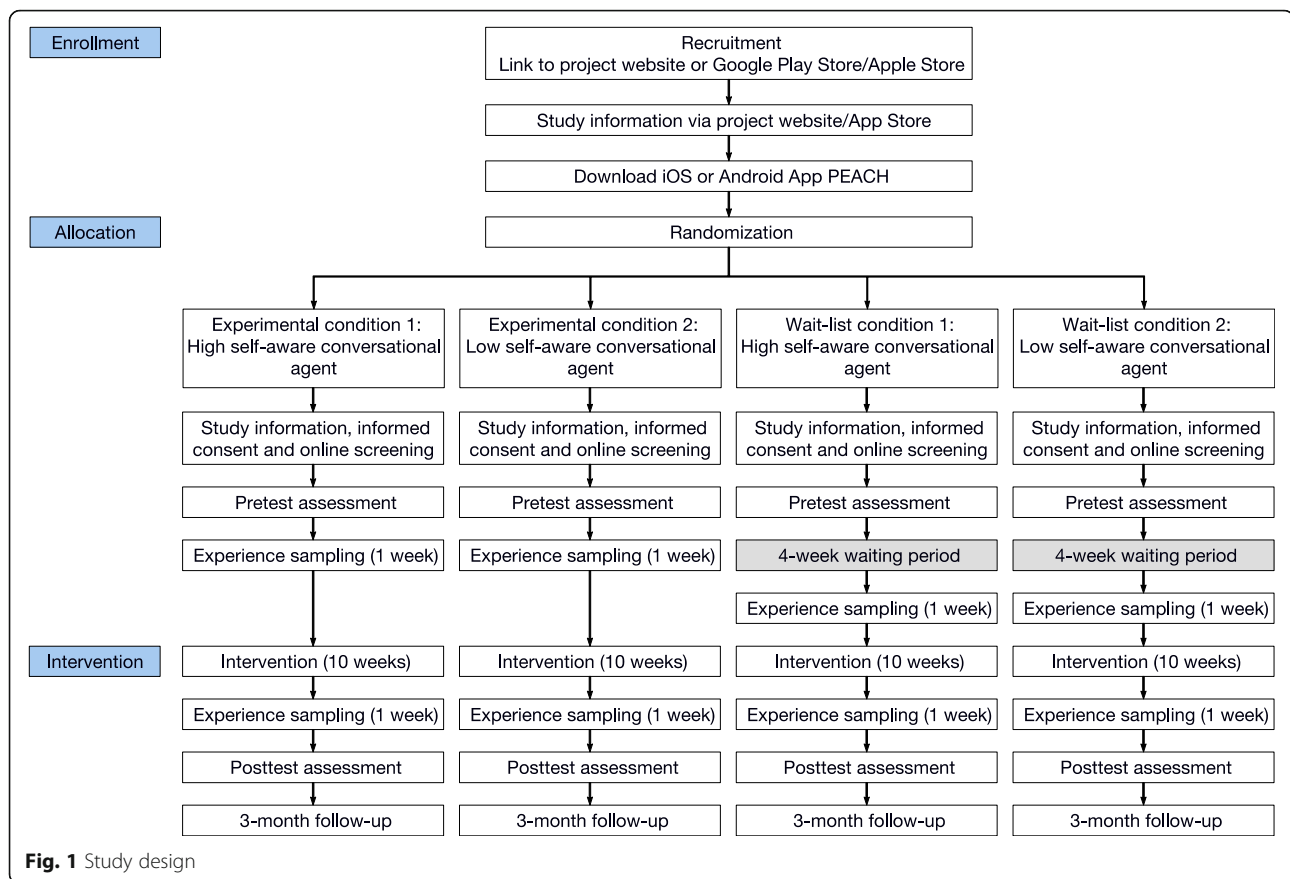 Enrollment
Recruitment
Link to project website or Google Play Store/Apple Store
Study information via project website/App Store
Download iOS or Android App PEACH
Allocation
Randomization
Experimental condition 1:
High self-aware conversational
agent
Experimental condition 2:
Low self-aware conversational
agent
Wait-list condition 1:
High self-aware conversational
agent
Wait-list condition 2:
Low self-aware conversational
agent
Study information, informed
consent and online screening
Study information, informed
consent and online screening
Study information, informed
consent and online screening
Study information, informed
consent and online screening
Pretest assessment
Pretest assessment
Pretest assessment
Pretest assessment
Experience sampling (1 week)
Experience sampling (1 week)
4-week waiting period
4-week waiting period
Experience sampling (1 week)
Experience sampling (1 week)
Intervention
Intervention (10 weeks)
Intervention (10 weeks)
Intervention (10 weeks)
Intervention (10 weeks)
Experience sampling (1 week)
Experience sampling (1 week)
Experience sampling (1 week)
Experience sampling (1 week)
Posttest assessment
Posttest assessment
Posttest assessment
Posttest assessment
3-month follow-up
3-month follow-up
3-month follow-up
3-month follow-up
Fig. 1 Study design